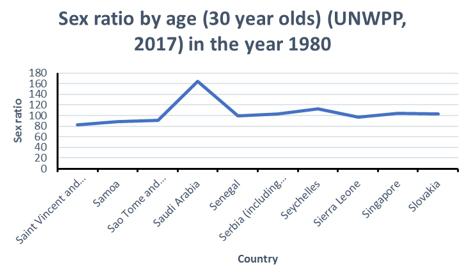 Sex ratio by age (30 year olds) (UNWPP,
2017) in the year 1980
Sex ratio
180
160
140
120
100
80
60
40
20
0
Saint Vincent and...
Samoa
Sao Tome and...
Saudi Arabia
Senegal
Serbia (including...
Seychelles
Sierra Leone
Singapore
Slovakia
Country